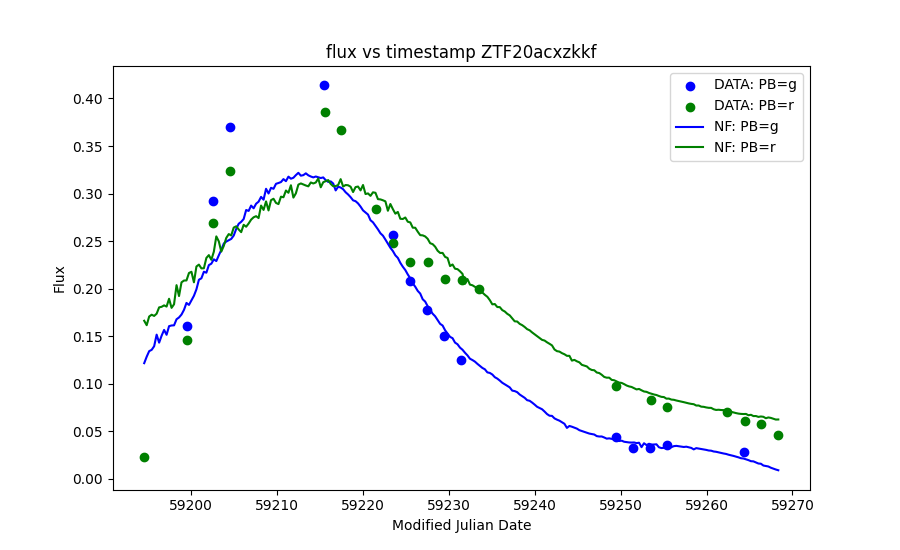 flux vs timestamp ZTF20acxzkkf
DATA: PB=g
DATA: PB=r
NF: PB=g
NF: PB=r
0.40
0.35
0.30
0.25
0.20
0.15
0.10
0.05
0.00
Flux
59200 59210 59220 59230 59240 59250 59260 59270
Modified Julian Date